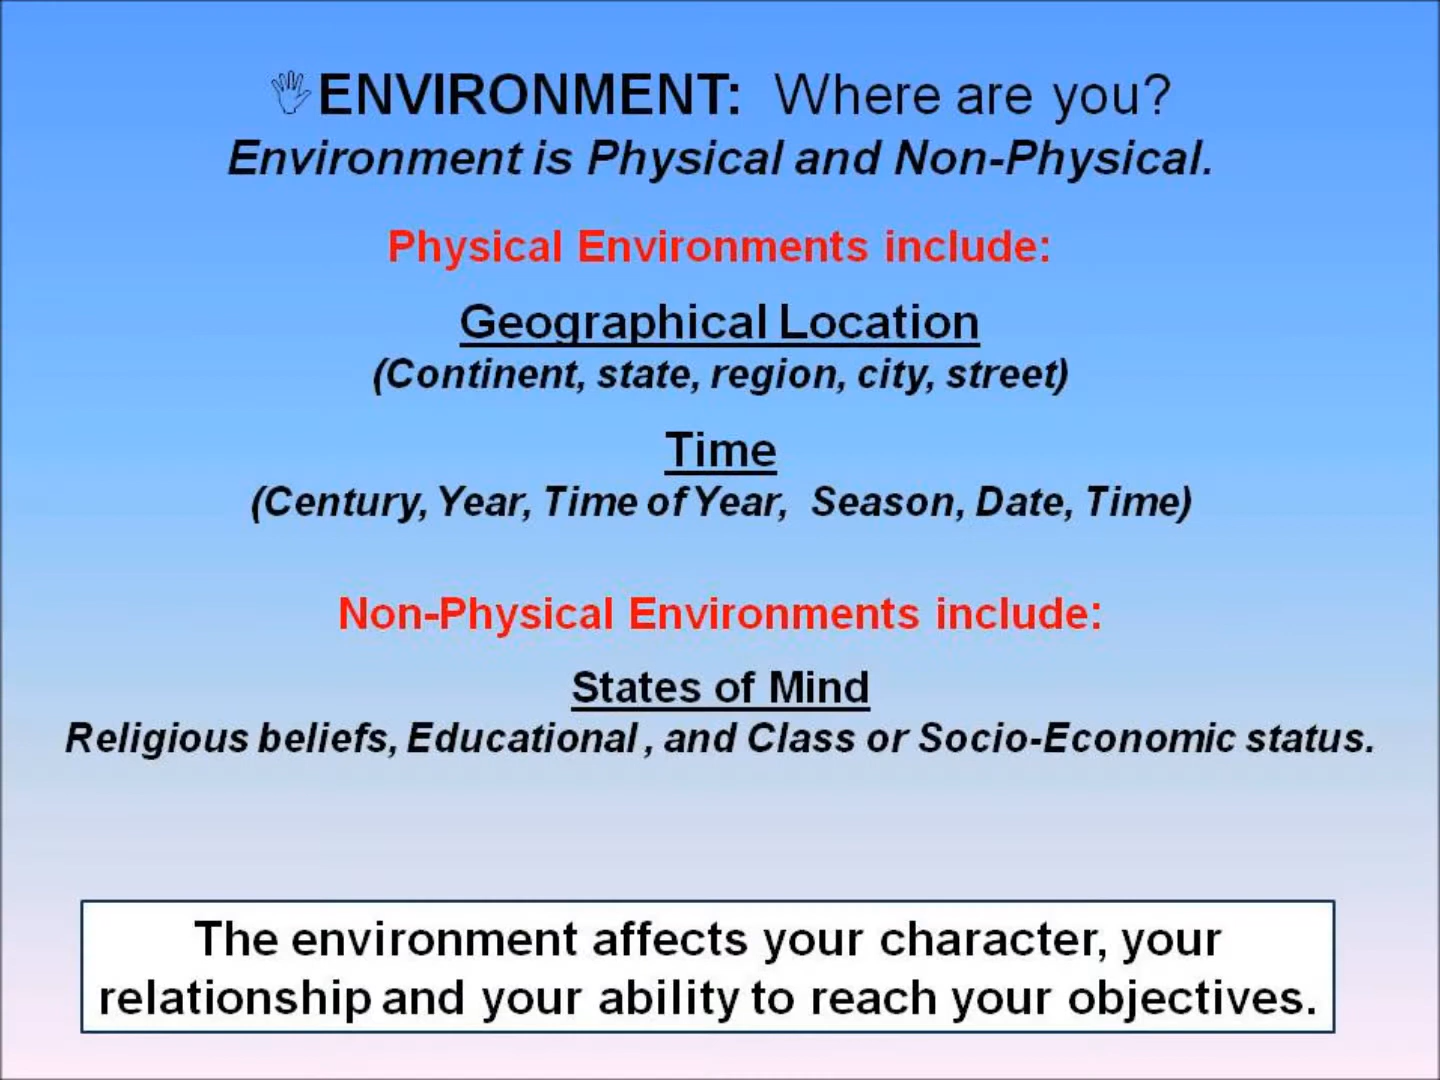 ENVIRONMENT: Where are you?
Environment is Physical and Non-Physical.
Physical Environments include:
Geographical Location
(Continent, state, region, city, street)
Time
(Century, Year, Time of Year, Season, Date, Time)
Non-Physical Environments include:
States of Mind
Religious beliefs, Educational , and Class or Socio-Economic status.
The environment affects your character, your
relationship and your ability to reach your objectives.